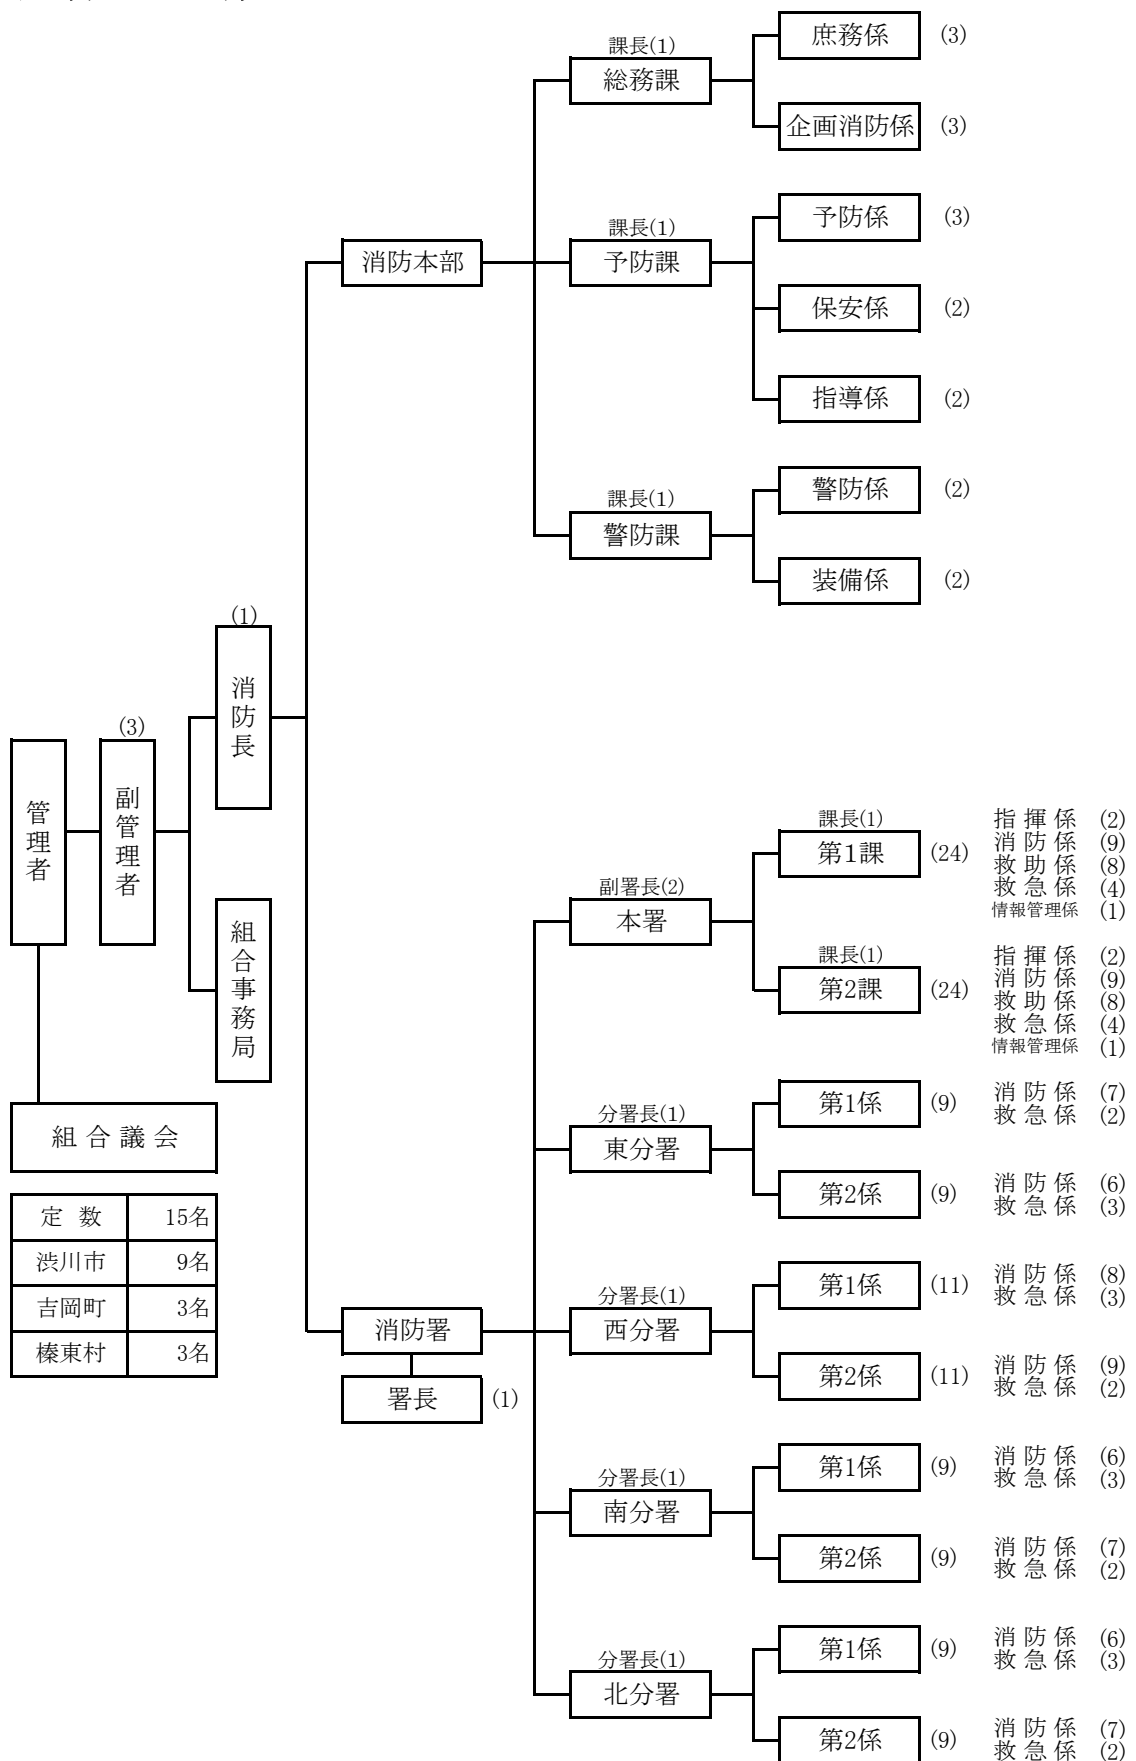 課長(1)
総務課
庶務係 (3)
企画消防係 (3)
消防本部
課長(1)
予防課
予防係 (3)
保安係 (2)
指導係 (2)
課長(1)
警防課
警防係 (2)
装備係 (2)
(1)
消防長
(3)
副管理者
管理者
組合事務局
組合議会
定数 15名
渋川市 9名
吉岡町 3名
榛東村 3名
消防署
署長 (1)
副署長(2)
本署
課長(1)
第1課 (24)
指揮係 (2)
消防係 (9)
救助係 (8)
救急係 (4)
情報管理係 (1)
課長(1)
第2課 (24)
指揮係 (2)
消防係 (9)
救助係 (8)
救急係 (4)
情報管理係 (1)
分署長(1)
東分署
第1係 (9)
消防係 (7)
救急係 (2)
第2係 (9)
消防係 (6)
救急係 (3)
分署長(1)
西分署
第1係 (11)
消防係 (8)
救急係 (3)
第2係 (11)
消防係 (9)
救急係 (2)
分署長(1)
南分署
第1係 (9)
消防係 (6)
救急係 (3)
第2係 (9)
消防係 (7)
救急係 (2)
分署長(1)
北分署
第1係 (9)
消防係 (6)
救急係 (3)
第2係 (9)
消防係 (7)
救急係 (2)